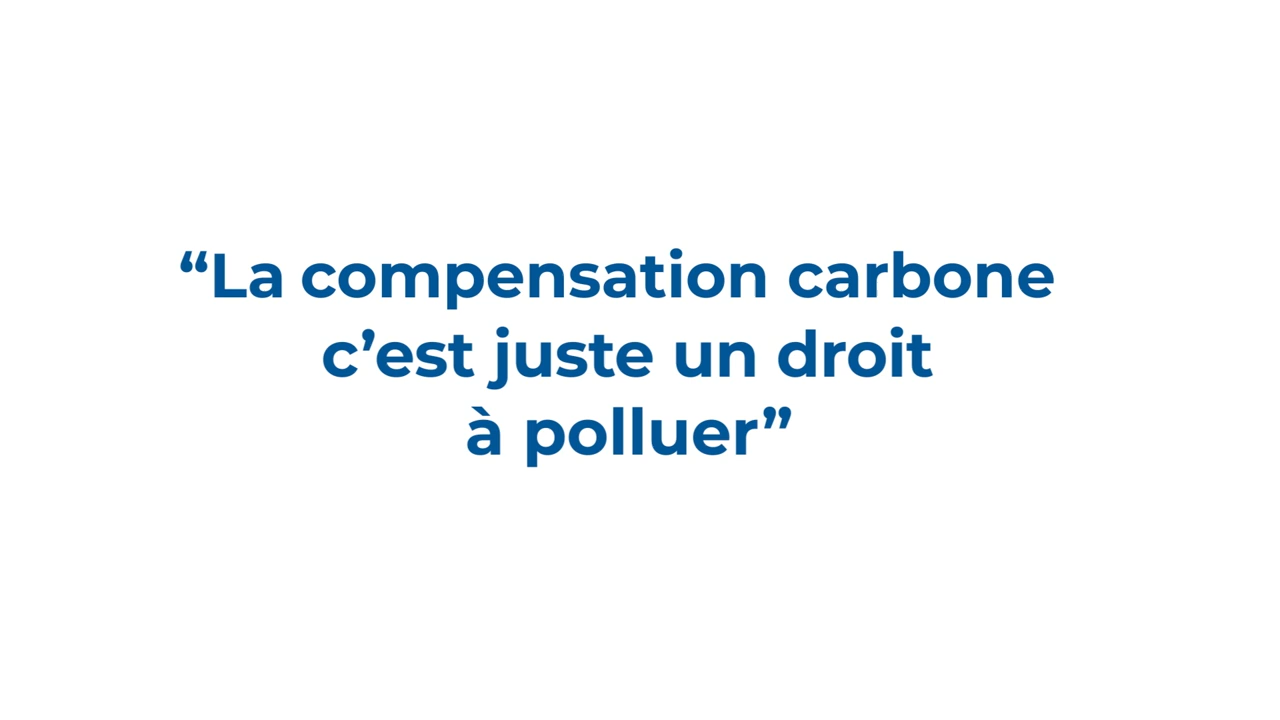 “La compensation carbone
c’est juste un droit
à polluer”